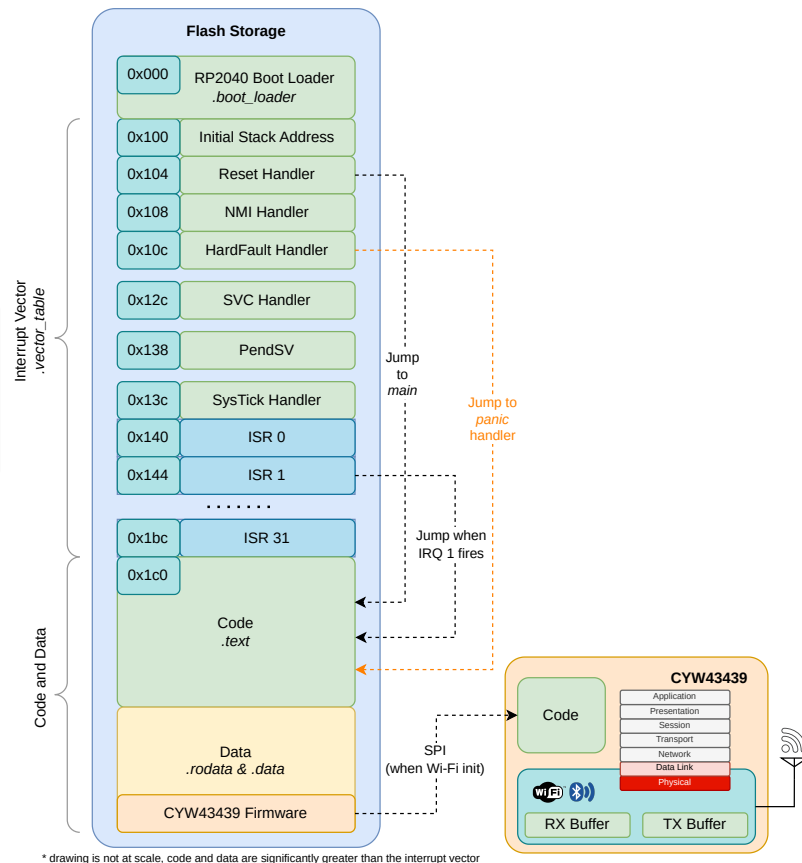 Flash Storage
0x000
RP2040 Boot Loader
.boot_loader
0x100
Initial Stack Address
0x104
Reset Handler
0x108
NMI Handler
0x10c
HardFault Handler
0x12c
SVC Handler
0x138
PendSV
0x13c
SysTick Handler
0x140
ISR 0
0x144
ISR 1
. . . . . . .
0x1bc
ISR 31
0x1c0
Code
.text
Data
.rodata & .data
CYW43439 Firmware
Interrupt Vector
.vector_table
Code and Data
Jump
to
main
Jump to
panic
handler
Jump when
IRQ 1 fires
SPI
(when Wi-Fi init)
CYW43439
Code
Application
Presentation
Session
Transport
Network
Data Link
Physical
WiFi
RX Buffer
TX Buffer
* drawing is not at scale, code and data are significantly greater than the interrupt vector